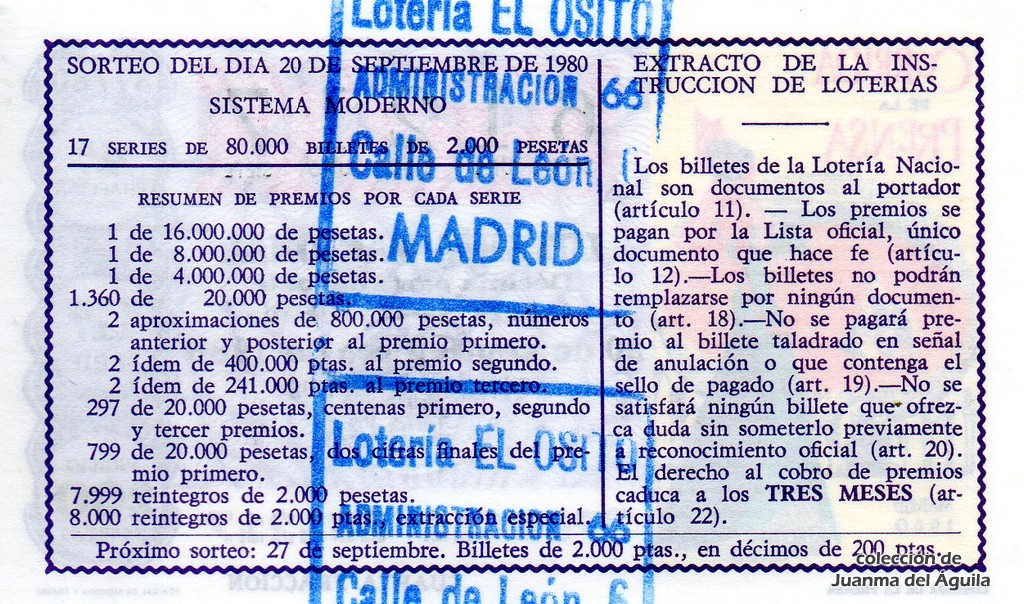 SORTEO DEL DIA 20 DE SEPTIEMBRE DE 1980
SISTEMA MODERNO
17 SERIES DE 80.000 BILLETES DE 2.000 PESETAS
RESUMEN DE PREMIOS POR CADA SERIE
1 de 16.000.000 de pesetas.
1 de 8.000.000 de pesetas.
1 de 4.000.000 de pesetas.
1.360 de 20.000 pesetas.
2 aproximaciones de 800.000 pesetas, números
anterior y posterior al premio primero.
2 ídem de 400.000 ptas. al premio segundo.
2 ídem de 241.000 ptas. al premio tercero.
297 de 20.000 pesetas, centenas primero, segundo
y tercer premios.
799 de 20.000 pesetas, dos cifras finales del pre-
mio primero.
7.999 reintegros de 2.000 pesetas.
8.000 reintegros de 2.000 ptas., extracción especial.
EXTRACTO DE LA INS-
TRUCCION DE LOTERIAS
Los billetes de la Lotería Nacio-
nal son documentos al portador
(artículo 11). — Los premios se
pagan por la Lista oficial, único
documento que hace fe (artícu-
lo 12).—Los billetes no podrán
remplazarse por ningún documen-
to (art. 18).—No se pagará pre-
mio al billete taladrado en señal
de anulación o que contenga el
sello de pagado (art. 19).—No se
satisfará ningún billete que ofrez-
ca duda sin someterlo previamente
a reconocimiento oficial (art. 20).
El derecho al cobro de premios
caduca a los TRES MESES (ar-
tículo 22).
Próximo sorteo: 27 de septiembre. Billetes de 2.000 ptas., en décimos de 200 ptas.
Lotería EL OSITO
ADMINISTRACION 66
Calle de León
MADRID
Lotería EL OSITO
ADMINISTRACION 66
Calle de León 6
colección de
Juanma del Águila